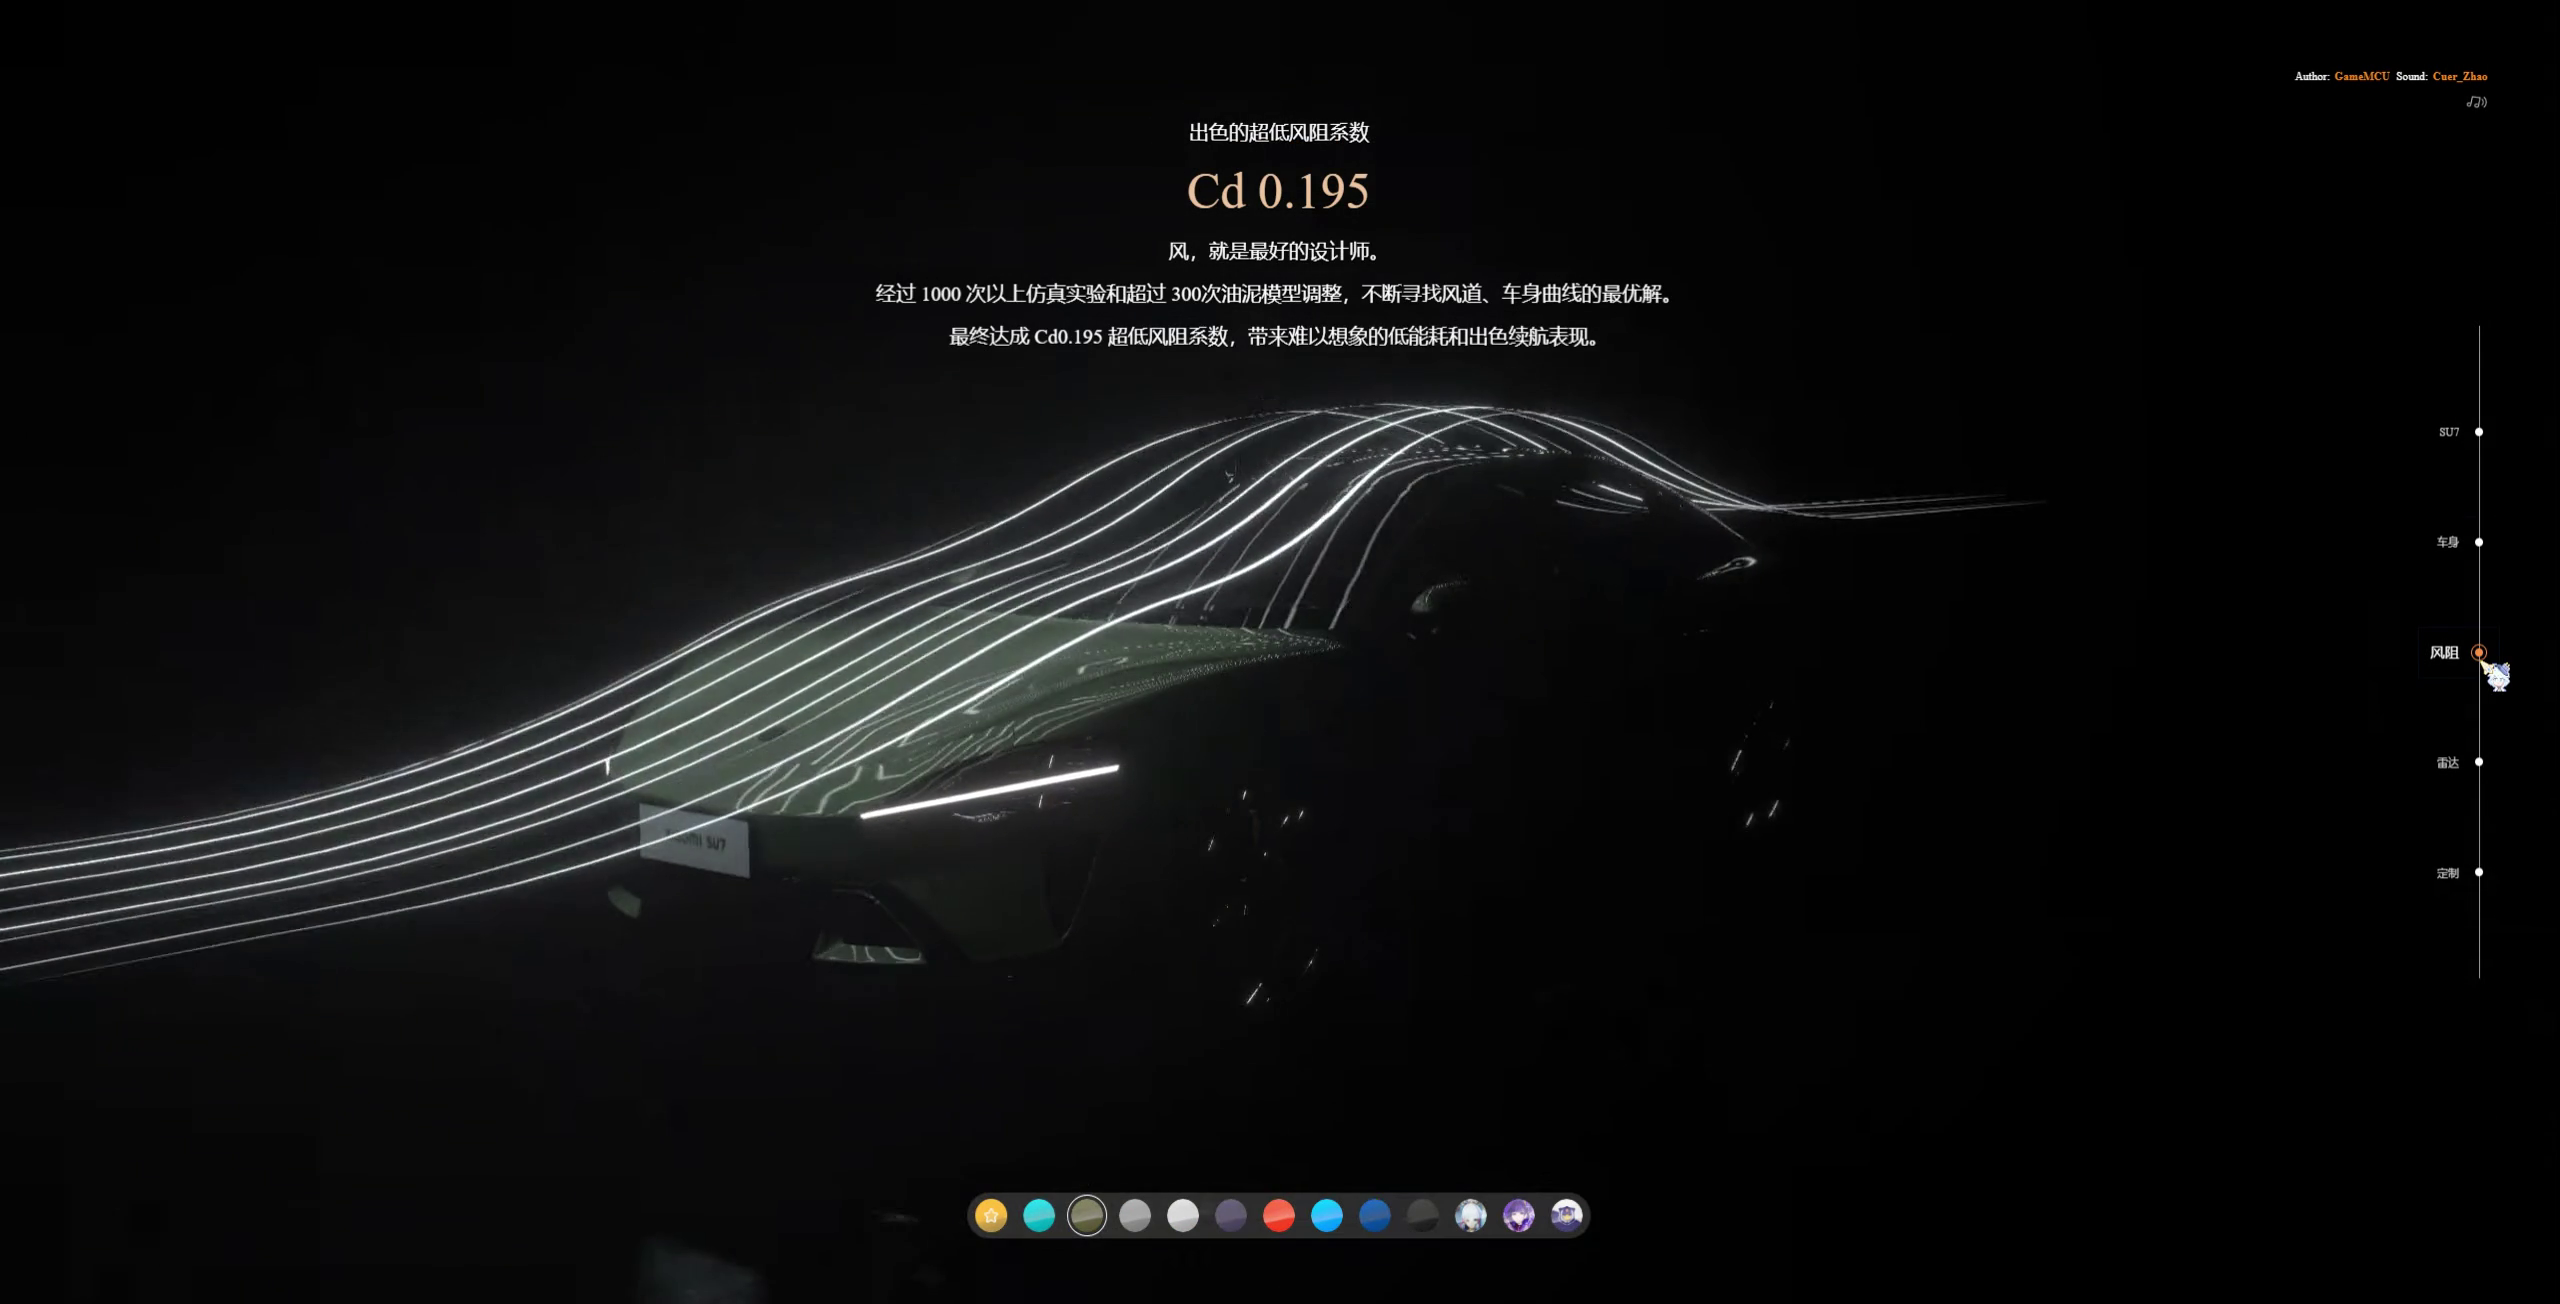 Author: GameMCU Sound: Cuer_Zhao
出色的超低风阻系数
Cd 0.195
风，就是最好的设计师。
经过 1000 次以上仿真实验和超过 300次油泥模型调整，不断寻找风道、车身曲线的最优解。
最终达成 Cd0.195 超低风阻系数，带来难以想象的低能耗和出色续航表现。
SU7
车身
风阻
雷达
定制
SU7